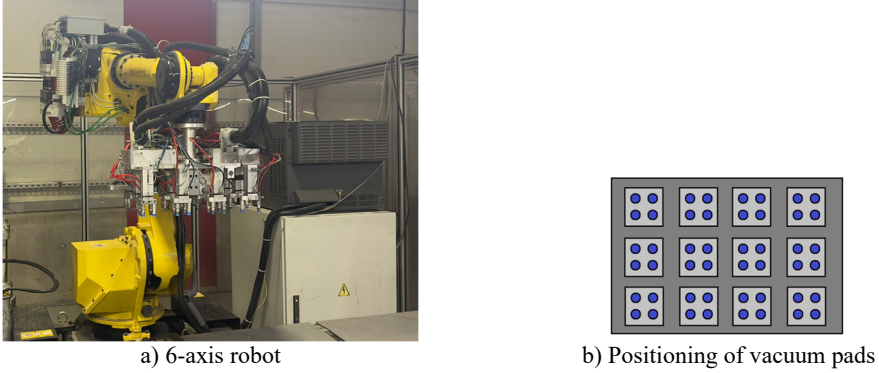 a) 6-axis robot
b) Positioning of vacuum pads